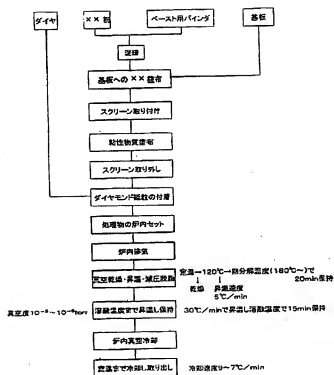 ダイヤ
××粉
ペースト用バインダ
基板
混練
基板への××塗布
スクリーン取り付け
粘性物質塗布
スクリーン取り外し
ダイヤモンド砥粒の付着
処理物の炉内セット
炉内排気
真空乾燥・昇温・減圧脱脂
室温→120℃→熱分解温度(160℃~)で
20min保持
乾燥 昇温速度
5℃/min
溶融温度まで昇温し保持
真空度10
torr
30℃/minで昇温し溶融温度で15min保持
炉内真空冷却
室温まで冷却し取り出し
冷却速度9~7℃/min